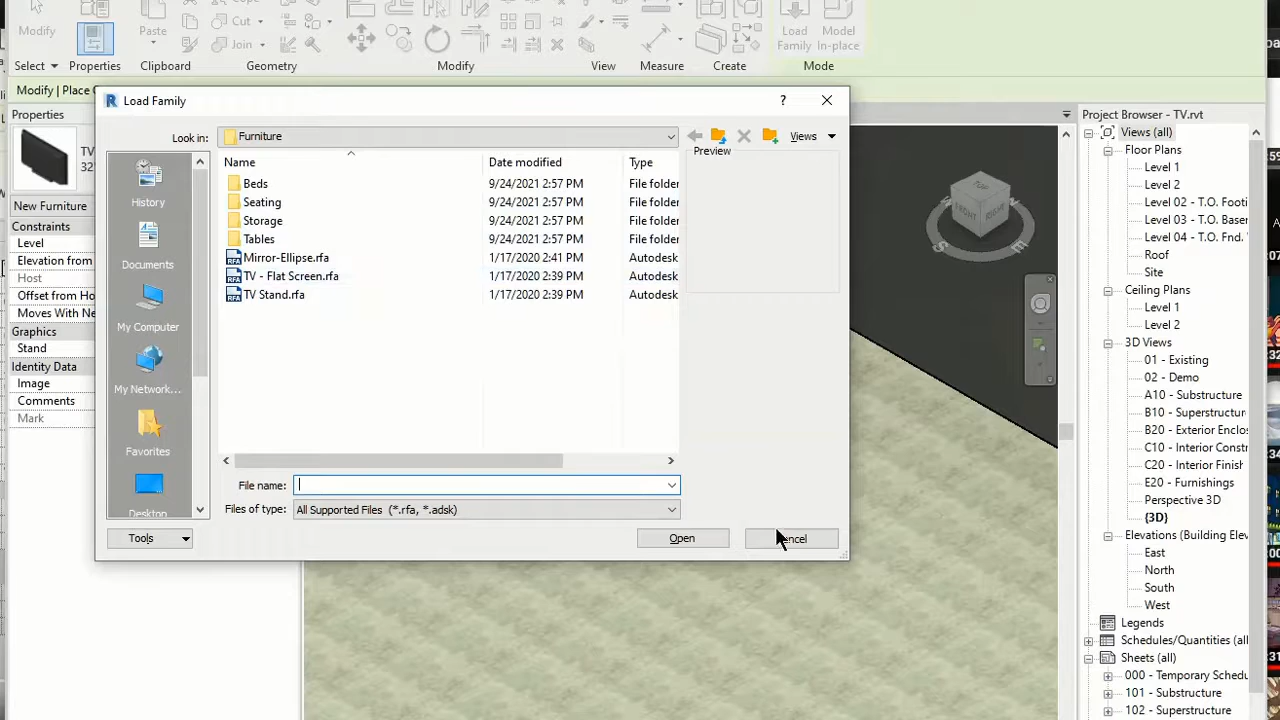 Modify
Paste
Cut
Join
Load
Family
Model
In-place
Select
Properties
Clipboard
Geometry
Modify
View
Measure
Create
Mode
Modify | Place
Properties
TV
32"
New Furniture
Constraints
Level
Elevation from
Host
Offset from Ho
Moves With Ne
Graphics
Stand
Identity Data
Image
Comments
Mark
Load Family
?
Look in:
Furniture
Views
Preview
History
Documents
My Computer
My Network...
Favorites
Desktop
Name
Date modified
Type
Beds 9/24/2021 2:57 PM File folder
Seating 9/24/2021 2:57 PM File folder
Storage 9/24/2021 2:57 PM File folder
Tables 9/24/2021 2:57 PM File folder
Mirror-Ellipse.rfa 1/17/2020 2:41 PM Autodesk
TV - Flat Screen.rfa 1/17/2020 2:39 PM Autodesk
TV Stand.rfa 1/17/2020 2:39 PM Autodesk
File name:
Files of type: All Supported Files (*.rfa, *.adsk)
Tools
Open
TOP
FRONT
RIGHT
S
E
Project Browser - TV.rvt
Views (all)
Floor Plans
Level 1
Level 2
Level 02 - T.O. Footi
Level 03 - T.O. Baser
Level 04 - T.O. Fnd.
Roof
Site
Ceiling Plans
Level 1
Level 2
3D Views
01 - Existing
02 - Demo
A10 - Substructure
B10 - Superstructur
B20 - Exterior Enclos
C10 - Interior Constr
C20 - Interior Finish
E20 - Furnishings
Perspective 3D
{3D}
Elevations (Building Elev
East
North
South
West
Legends
Schedules/Quantities (all
Sheets (all)
000 - Temporary Schedu
101 - Substructure
102 - Superstructure